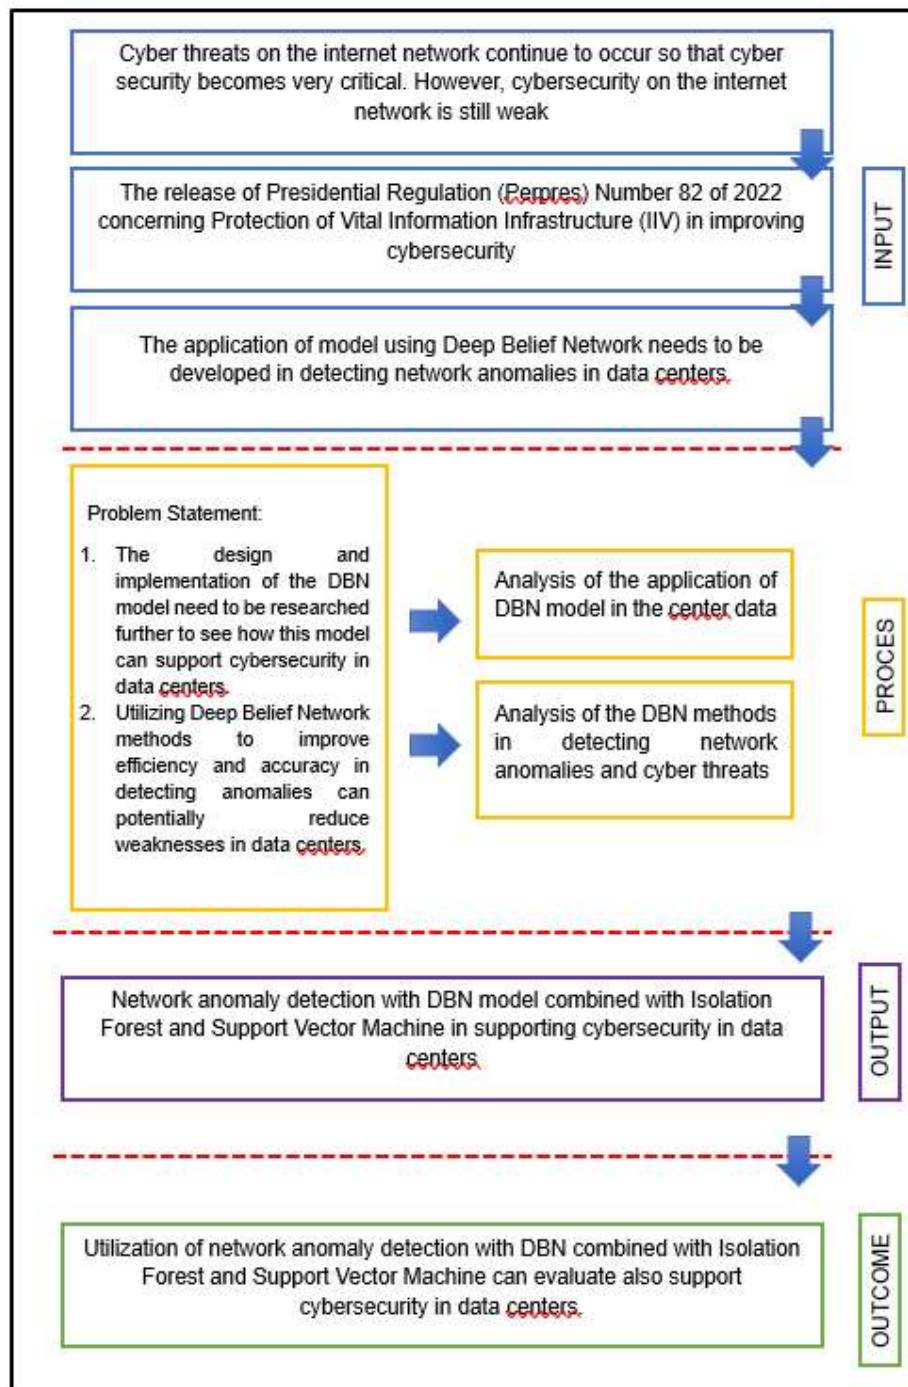 Cyber threats on the internet network continue to occur so that cyber
security becomes very critical. However, cybersecurity on the internet
network is still weak
The release of Presidential Regulation (Perpres) Number 82 of 2022
concerning Protection of Vital Information Infrastructure (IIV) in improving
cybersecurity
The application of model using Deep Belief Network needs to be
developed in detecting network anomalies in data centers.
INPUT
Problem Statement:
1. The design and
implementation of the DBN
model need to be researched
further to see how this model
can support cybersecurity in
data centers.
2. Utilizing Deep Belief Network
methods to improve
efficiency and accuracy in
detecting anomalies can
potentially reduce
weaknesses in data centers.
Analysis of the application of
DBN model in the center data
Analysis of the DBN methods
in detecting network
anomalies and cyber threats
PROCES
Network anomaly detection with DBN model combined with Isolation
Forest and Support Vector Machine in supporting cybersecurity in data
centers
OUTPUT
Utilization of network anomaly detection with DBN combined with Isolation
Forest and Support Vector Machine can evaluate also support
cybersecurity in data centers.
OUTCOME